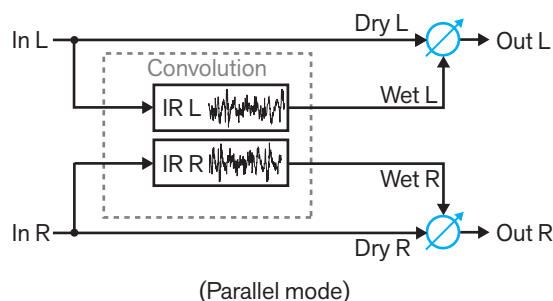 Dry L
In L
Out L
Convolution
IR L
Wet L
IR R
Wet R
In R
Out R
Dry R
(Parallel mode)